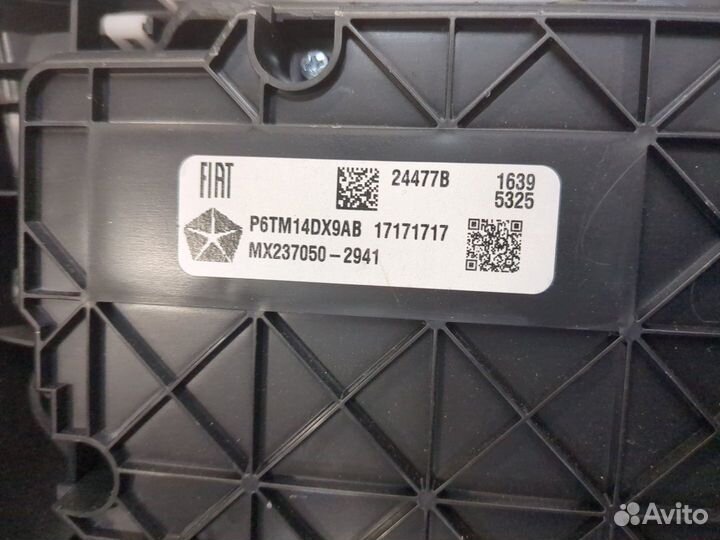 FIAT 24477B 1639
5325
P6TM14DX9AB 17171717
MX237050-2941
Avito